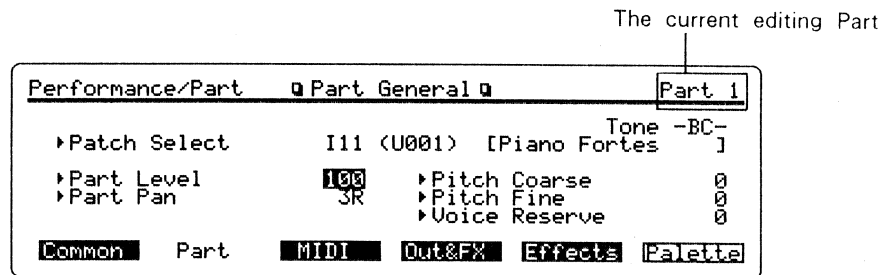 The current editing Part
Performance/Part Part General Part 1
Tone -BC-
Patch Select I11 (U001) [Piano Fortes ]
Part Level 100 Pitch Coarse 0
Part Pan 3R Pitch Fine 0
Voice Reserve 0
Common Part MIDI Out&FX Effects Palette